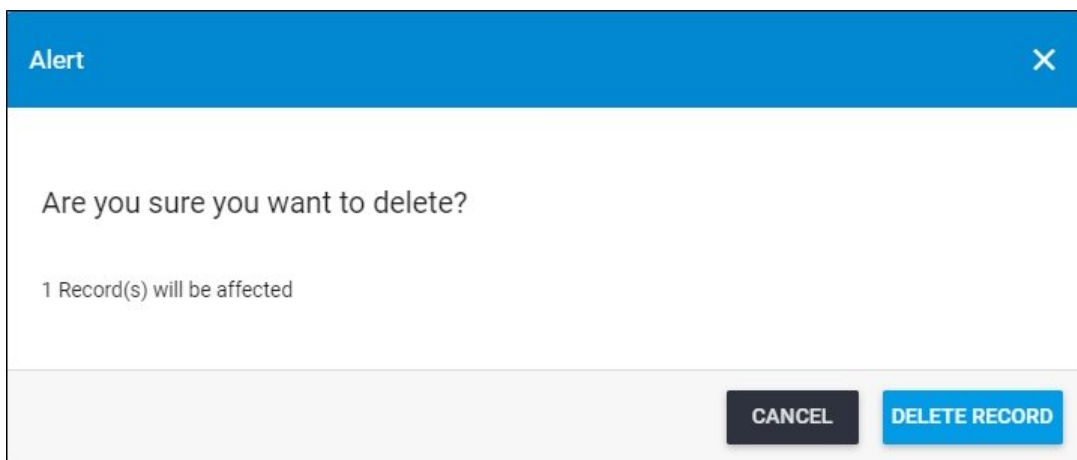 Alert
Are you sure you want to delete?
1 Record(s) will be affected
CANCEL DELETE RECORD